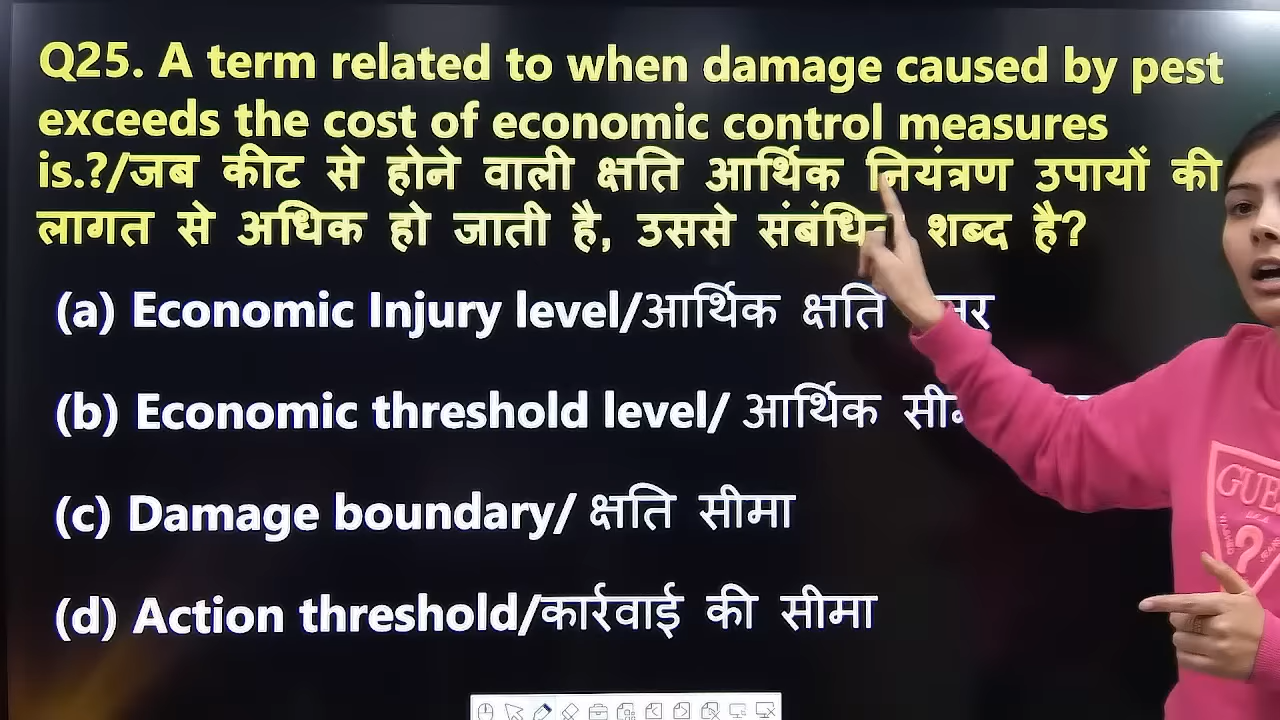 Q25. A term related to when damage caused by pest
exceeds the cost of economic control measures
is.?/जब कीट से होने वाली क्षति आर्थिक नियंत्रण उपायों की
लागत से अधिक हो जाती है, उससे शब्द है?
(a) Economic Injury level/आर्थिक क्षति
(b) Economic threshold level/ आर्थिक
(c) Damage boundary/ क्षति सीमा
(d) Action threshold/कार्रवाई की सीमा
GUE
?